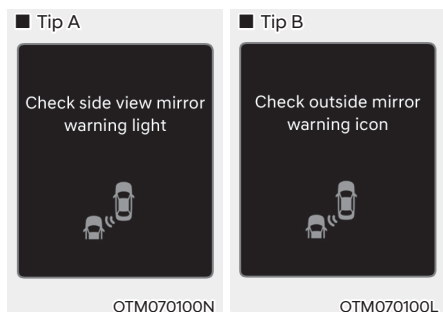 ■ Tip A
Check side view mirror
warning light
OTM070100N
■ Tip B
Check outside mirror
warning icon
OTM070100L